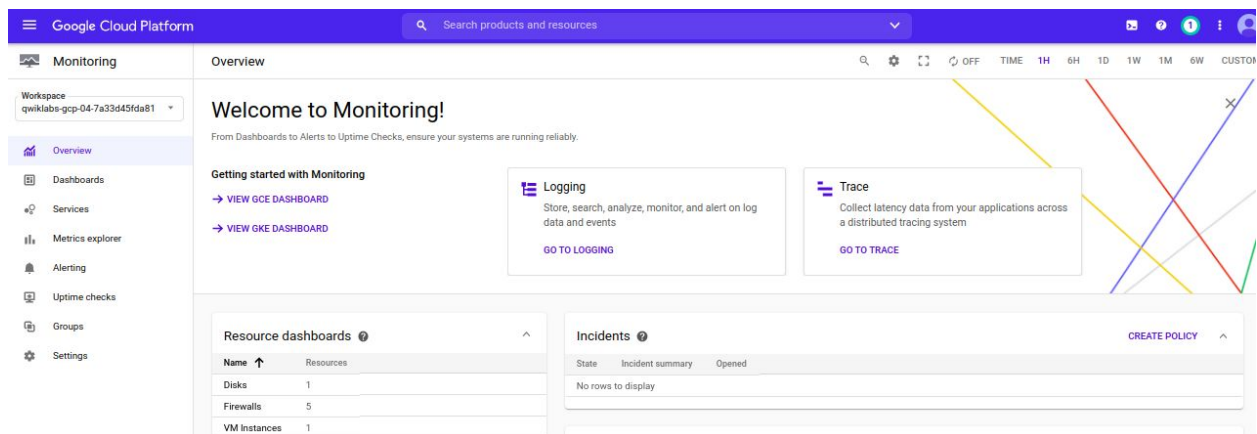 Google Cloud Platform
Search products and resources
1
Monitoring
Overview
OFF TIME 1H 6H 1D 1W 1M 6W CUSTOM
Workspace
qwiklabs-gcp-04-7a33d45fda81
Overview
Dashboards
Services
Metrics explorer
Alerting
Uptime checks
Groups
Settings
Welcome to Monitoring!
From Dashboards to Alerts to Uptime Checks, ensure your systems are running reliably.
Getting started with Monitoring
→ VIEW GCE DASHBOARD
→ VIEW GKE DASHBOARD
Logging
Store, search, analyze, monitor, and alert on log
data and events
GO TO LOGGING
Trace
Collect latency data from your applications across
a distributed tracing system
GO TO TRACE
Resource dashboards
Name ↑ Resources
Disks 1
Firewalls 5
VM Instances 1
Incidents
CREATE POLICY
State Incident summary Opened
No rows to display